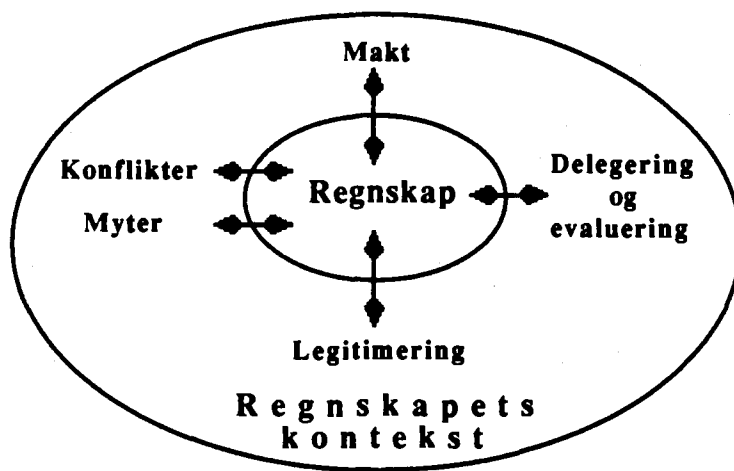 Makt
Konflikter
Myter
Regnskap
Delegering
og
evaluering
Legitimering
Regnskapets
kontekst